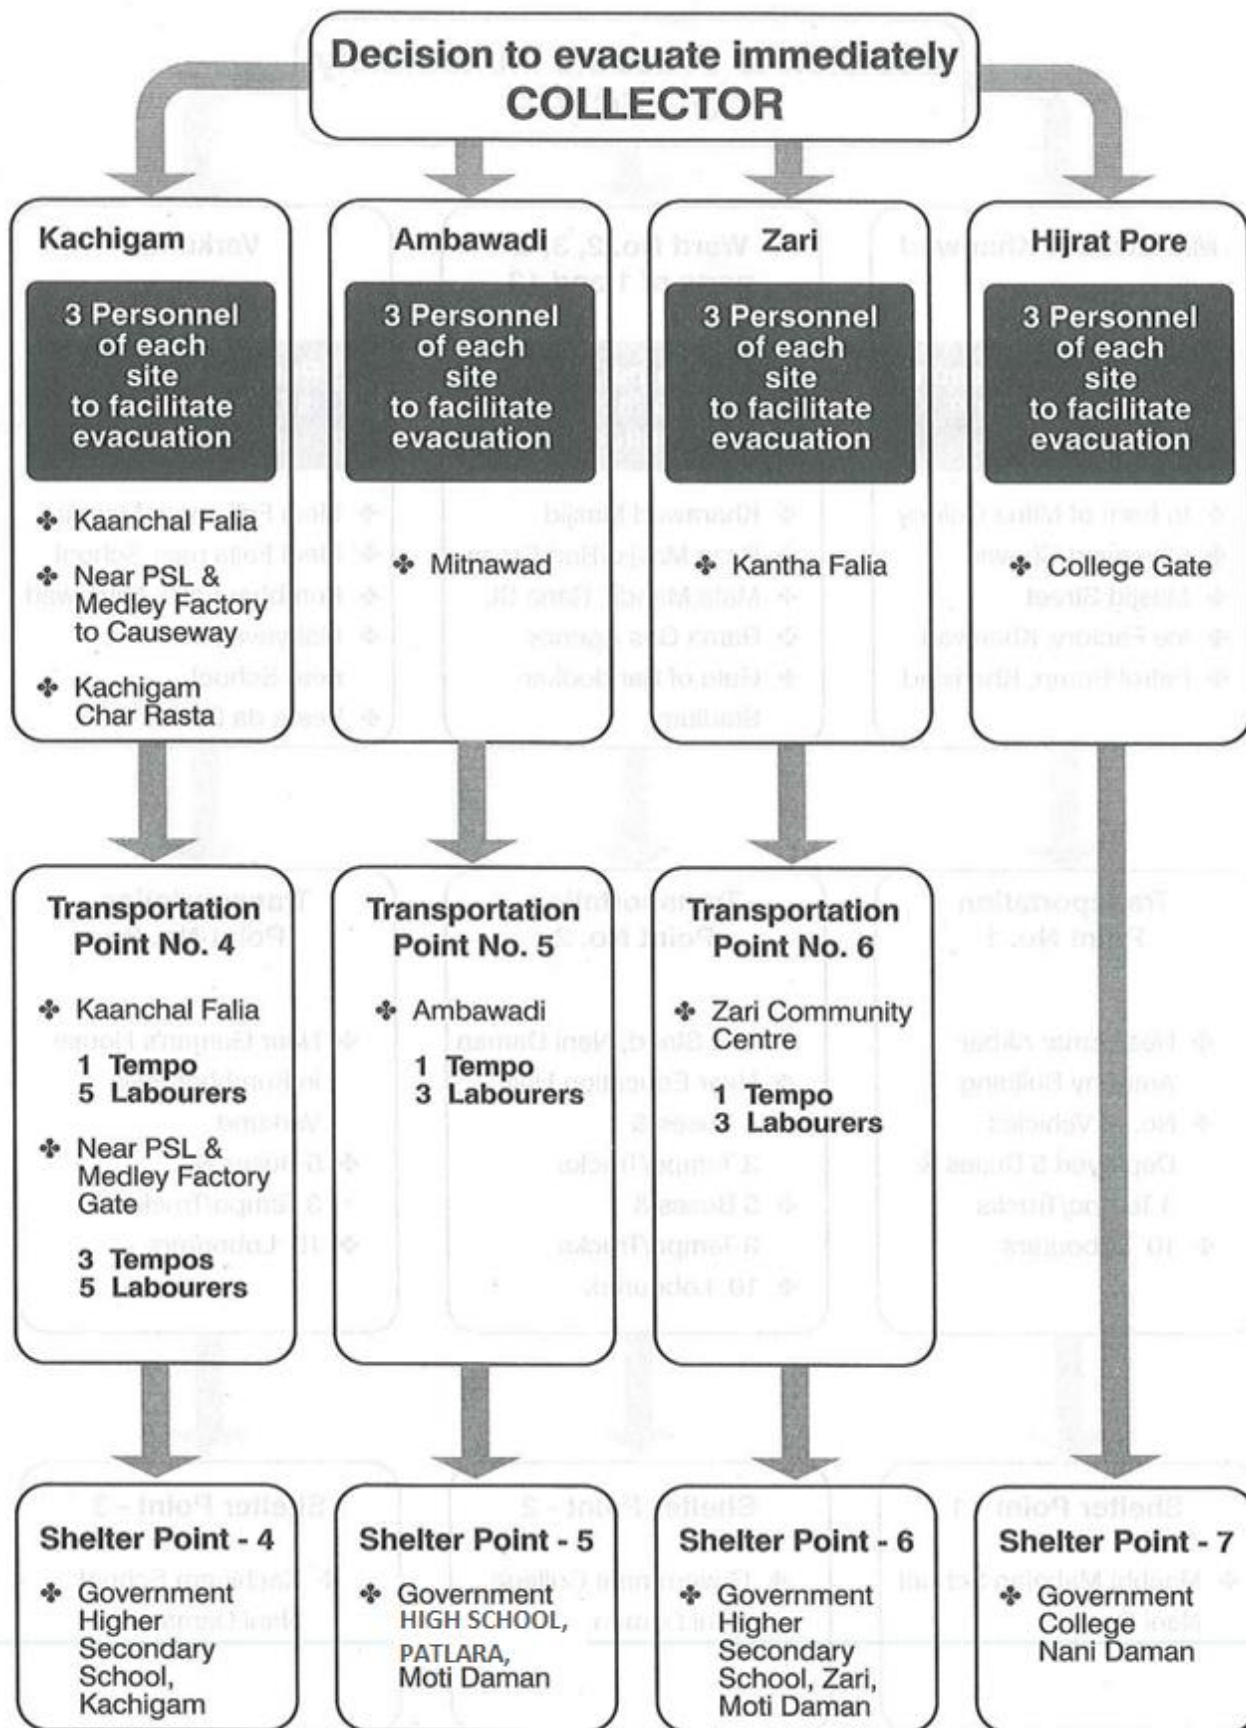 Decision to evacuate immediately
COLLECTOR
Kachigam
3 Personnel
of each
site
to facilitate
evacuation
✤ Kaanchal Falia
✤ Near PSL &
Medley Factory
to Causeway
✤ Kachigam
Char Rasta
Ambawadi
3 Personnel
of each
site
to facilitate
evacuation
✤ Mitnawad
Zari
3 Personnel
of each
site
to facilitate
evacuation
✤ Kantha Falia
Hijrat Pore
3 Personnel
of each
site
to facilitate
evacuation
✤ College Gate
Transportation
Point No. 4
✤ Kaanchal Falia
1 Tempo
5 Labourers
✤ Near PSL &
Medley Factory
Gate
3 Tempos
5 Labourers
Transportation
Point No. 5
✤ Ambawadi
1 Tempo
3 Labourers
Transportation
Point No. 6
✤ Zari Community
Centre
1 Tempo
3 Labourers
Shelter Point - 4
✤ Government
Higher
Secondary
School,
Kachigam
Shelter Point - 5
✤ Government
HIGH SCHOOL,
PATLARA,
Moti Daman
Shelter Point - 6
✤ Government
Higher
Secondary
School, Zari,
Moti Daman
Shelter Point - 7
✤ Government
College
Nani Daman